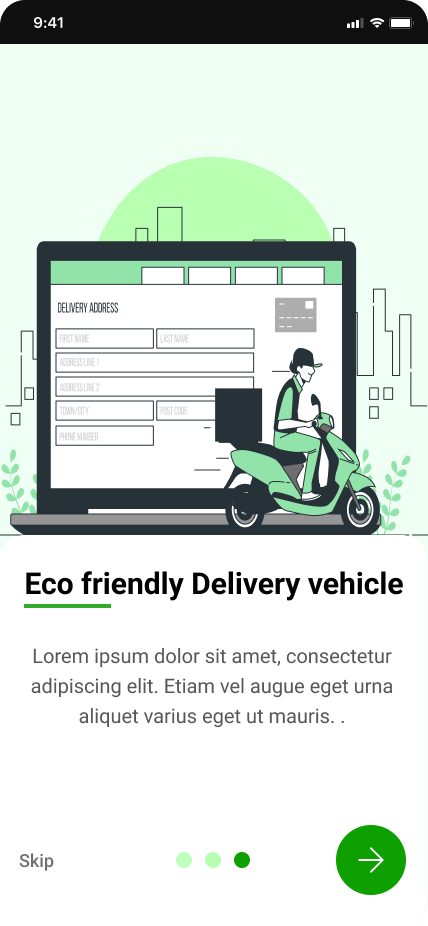 9:41
DELIVERY ADDRESS
FIRST NAME LAST NAME
ADDRESS LINE 1
ADDRESS LINE 2
TOWN/CITY POST CODE
PHONE NUMBER
Eco friendly Delivery vehicle
Lorem ipsum dolor sit amet, consectetur
adipiscing elit. Etiam vel augue eget urna
aliquet varius eget ut mauris. .
Skip